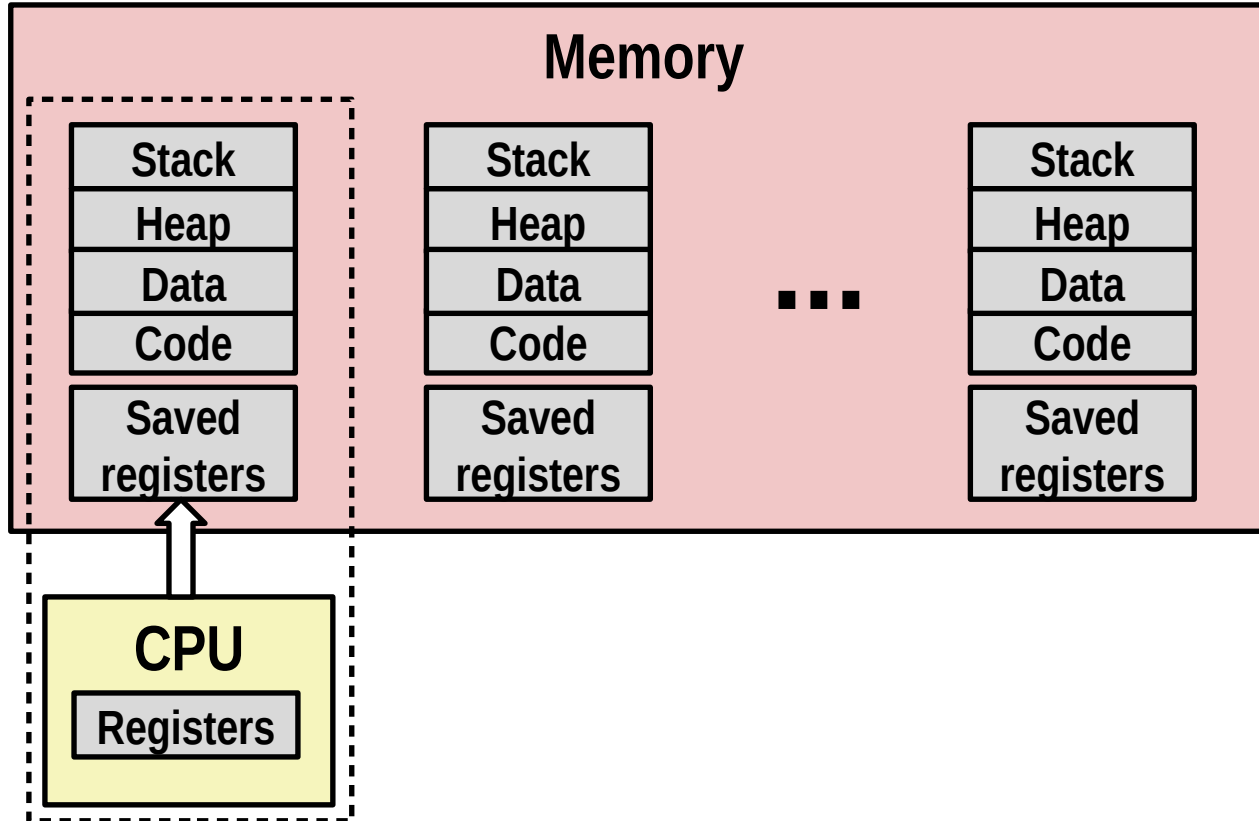 Memory
Stack
Heap
Data
Code
Saved
registers
Stack
Heap
Data
Code
Saved
registers
...
Stack
Heap
Data
Code
Saved
registers
CPU
Registers